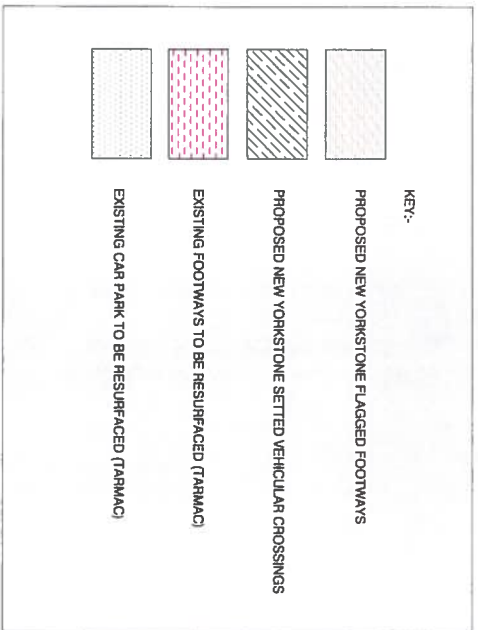 KEY:-
PROPOSED NEW YORKSTONE FLAGGED FOOTWAYS
PROPOSED NEW YORKSTONE SETTED VEHICULAR CROSSINGS
EXISTING FOOTWAYS TO BE RESURFACED (TARMAC)
EXISTING CAR PARK TO BE RESURFACED (TARMAC)